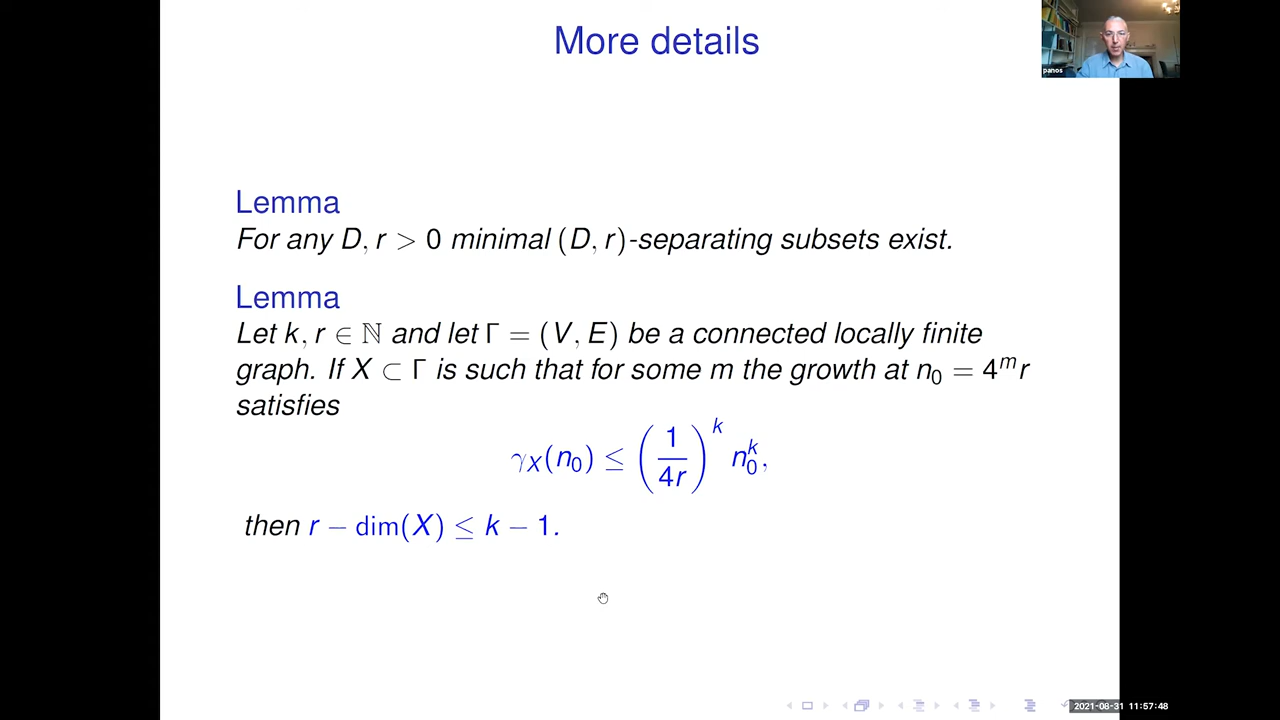 More details
panos
Lemma
For any D, r > 0 minimal (D, r)-separating subsets exist.
Lemma
Let k, r ∈ ℕ and let Γ = (V, E) be a connected locally finite
graph. If X ⊂ Γ is such that for some m the growth at n₀ = 4ᵐr
satisfies
γ_X(n₀) ≤ (1/4r)^k n₀^k,
then r − dim(X) ≤ k − 1.
2021-08-31 11:57:48